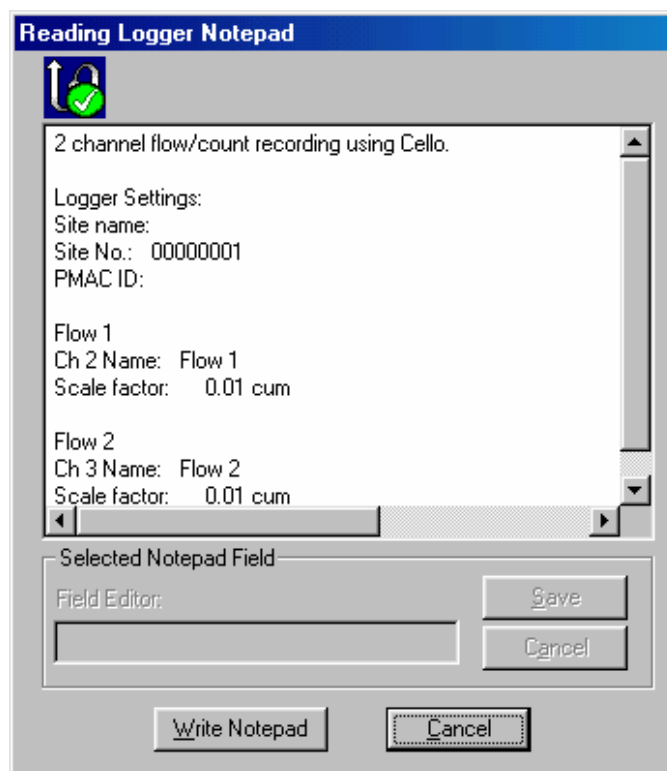 Reading Logger Notepad
2 channel flow/count recording using Cello.
Logger Settings:
Site name:
Site No.: 00000001
PMAC ID:
Flow 1
Ch 2 Name: Flow 1
Scale factor: 0.01 cum
Flow 2
Ch 3 Name: Flow 2
Scale factor: 0.01 cum
Selected Notepad Field
Field Editor:
Save
Cancel
Write Notepad
Cancel